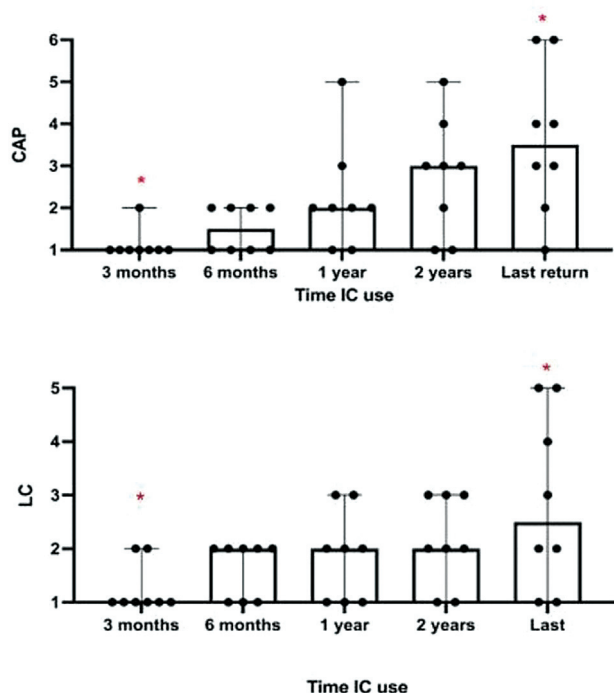 *
6
5
4
3
2
1
CAP
*
3 months 6 months 1 year 2 years Last return
Time IC use
*
5
4
3
2
1
LC
*
3 months 6 months 1 year 2 years Last
Time IC use